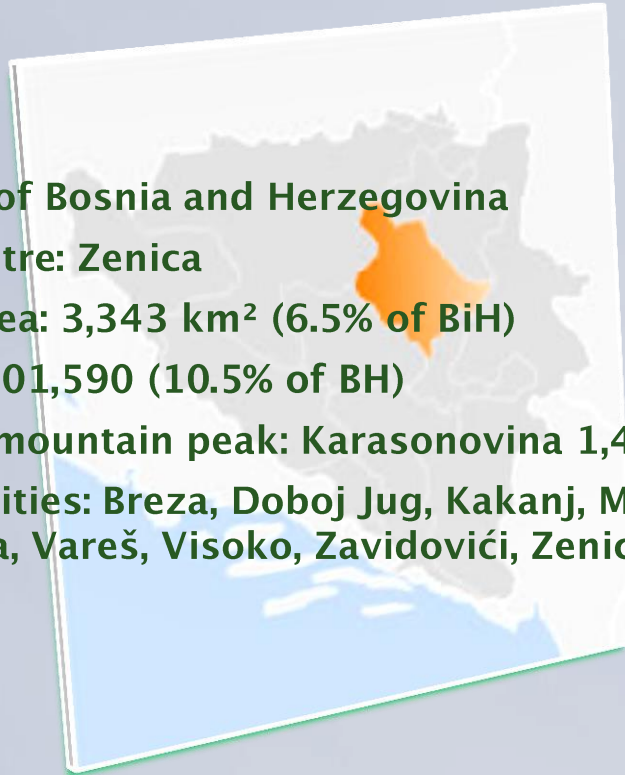 of Bosnia and Herzegovina
tre: Zenica
ea: 3,343 km² (6.5% of BiH)
01,590 (10.5% of BH)
mountain peak: Karasonovina 1,4
ities: Breza, Doboj Jug, Kakanj, M
a, Vareš, Visoko, Zavidovići, Zenic